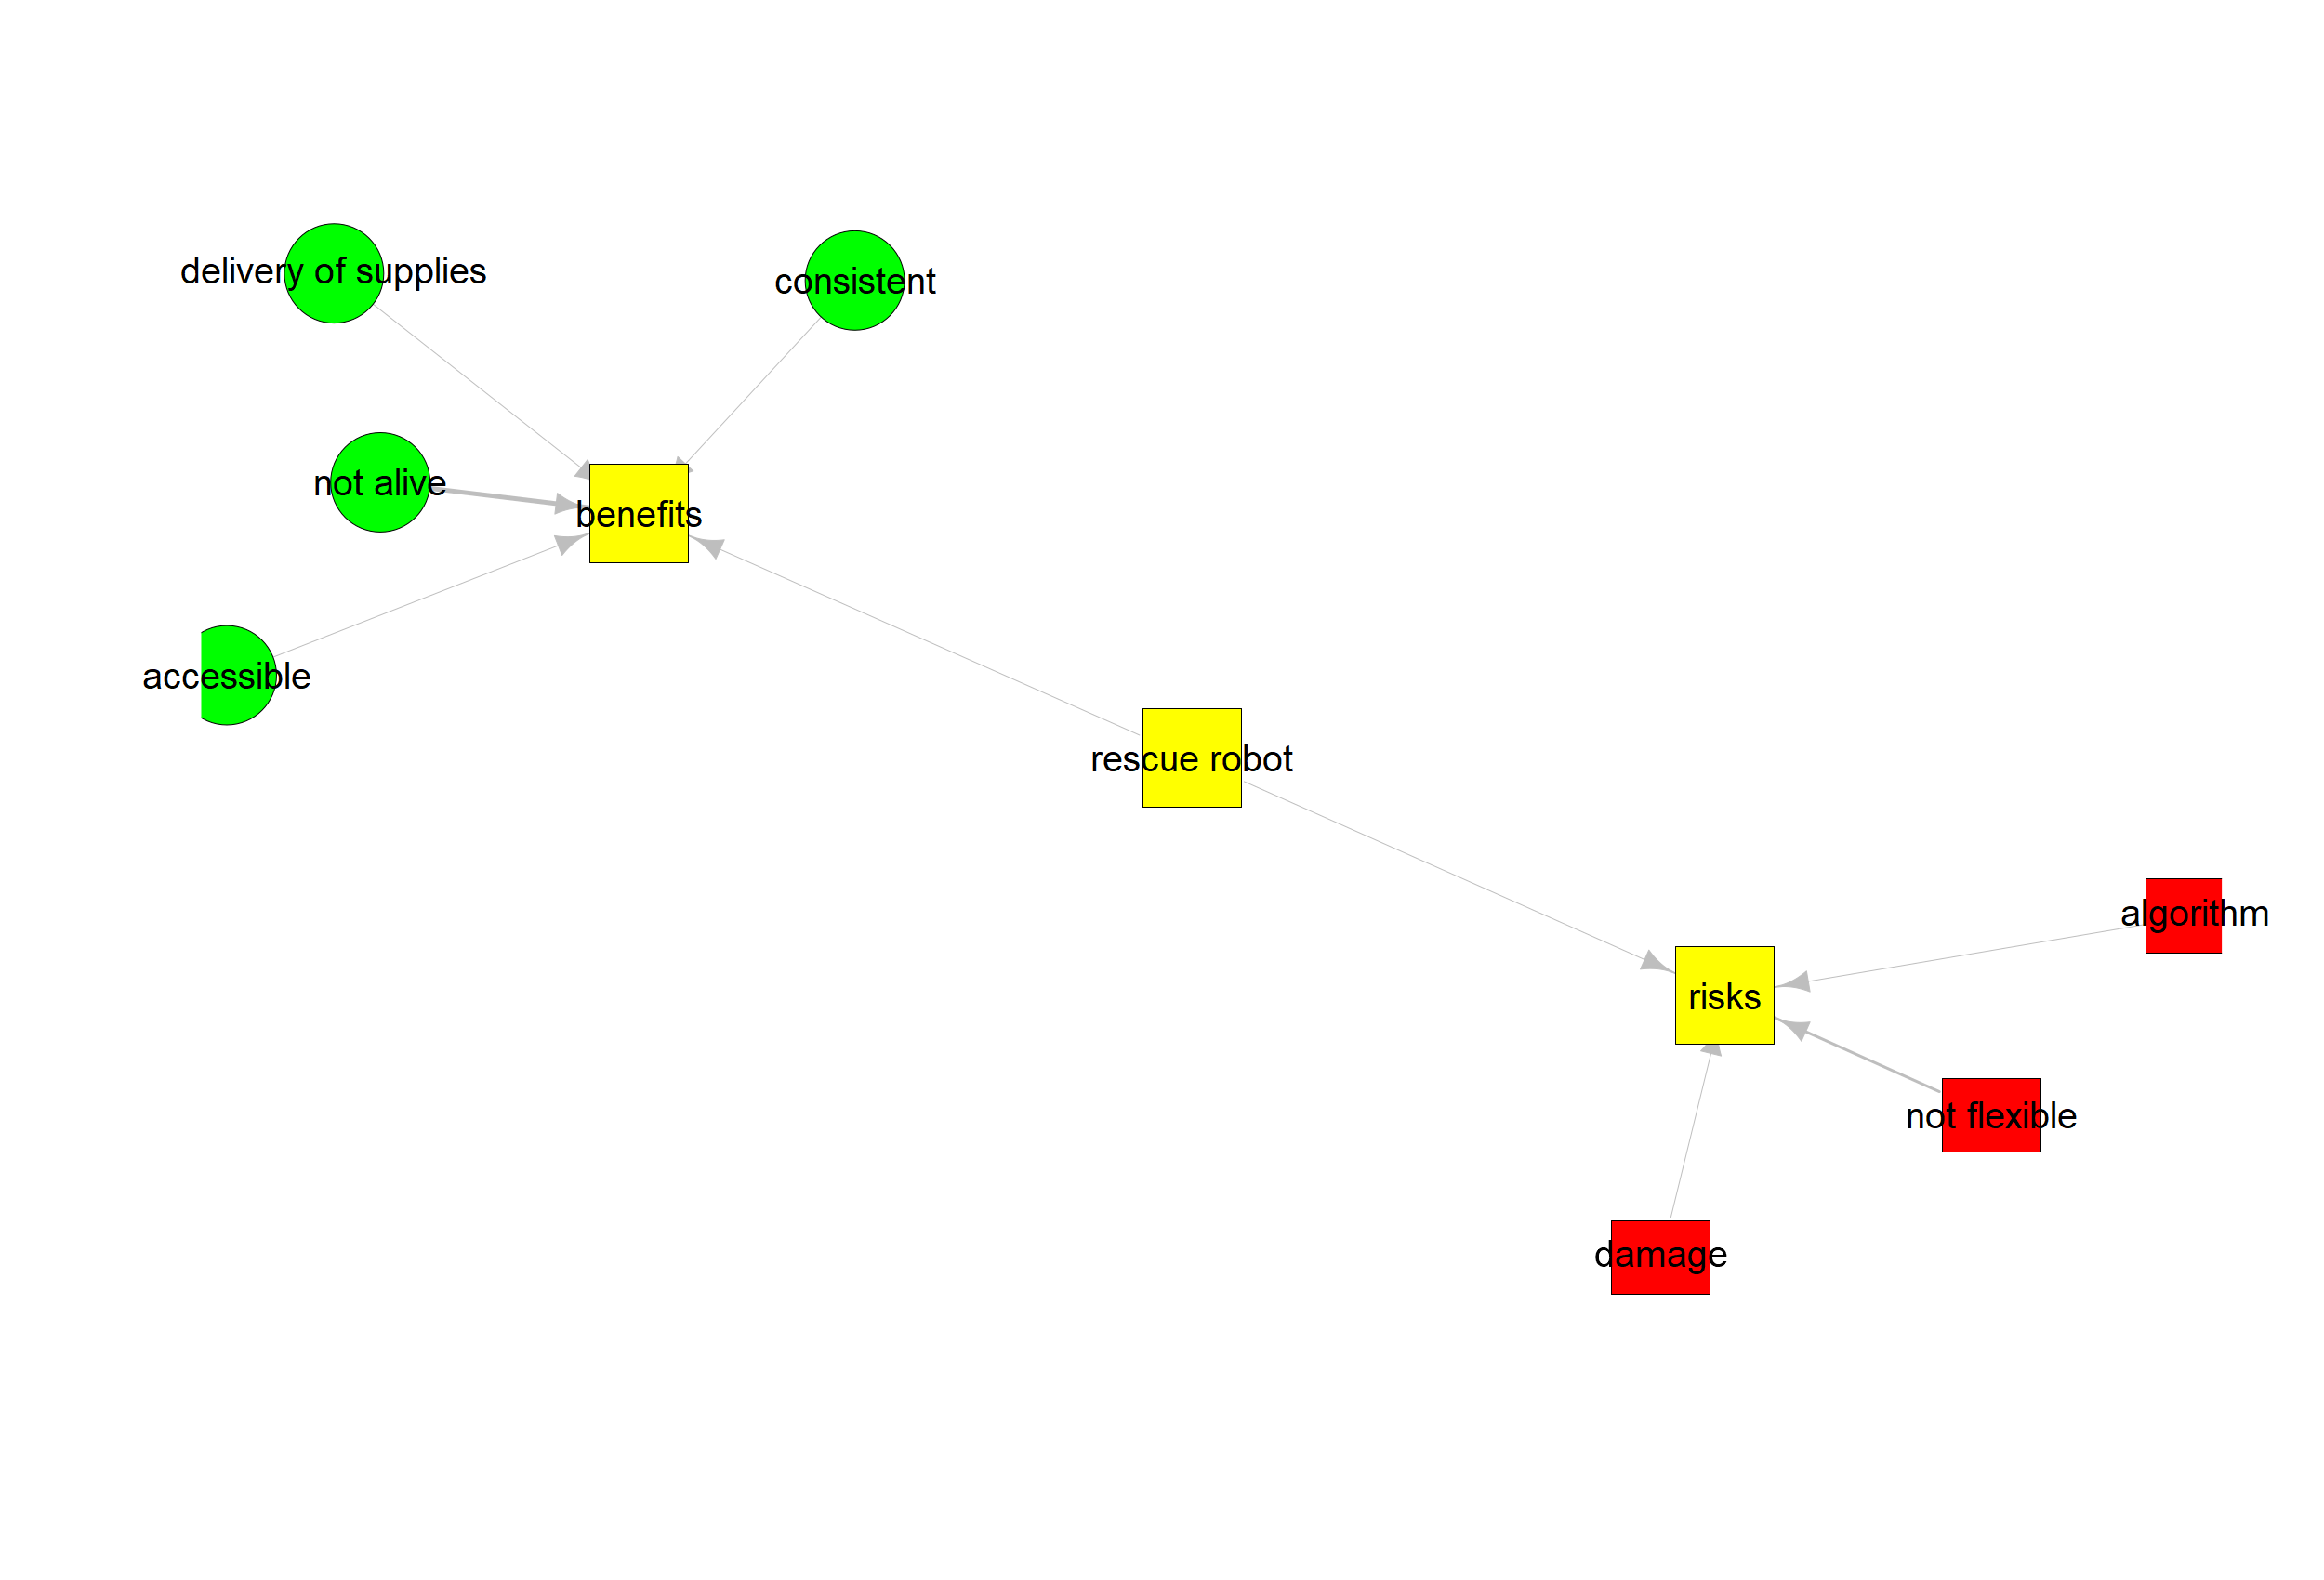 delivery of supplies
consistent
not alive
benefits
accessible
rescue robot
algorithm
risks
not flexible
damage